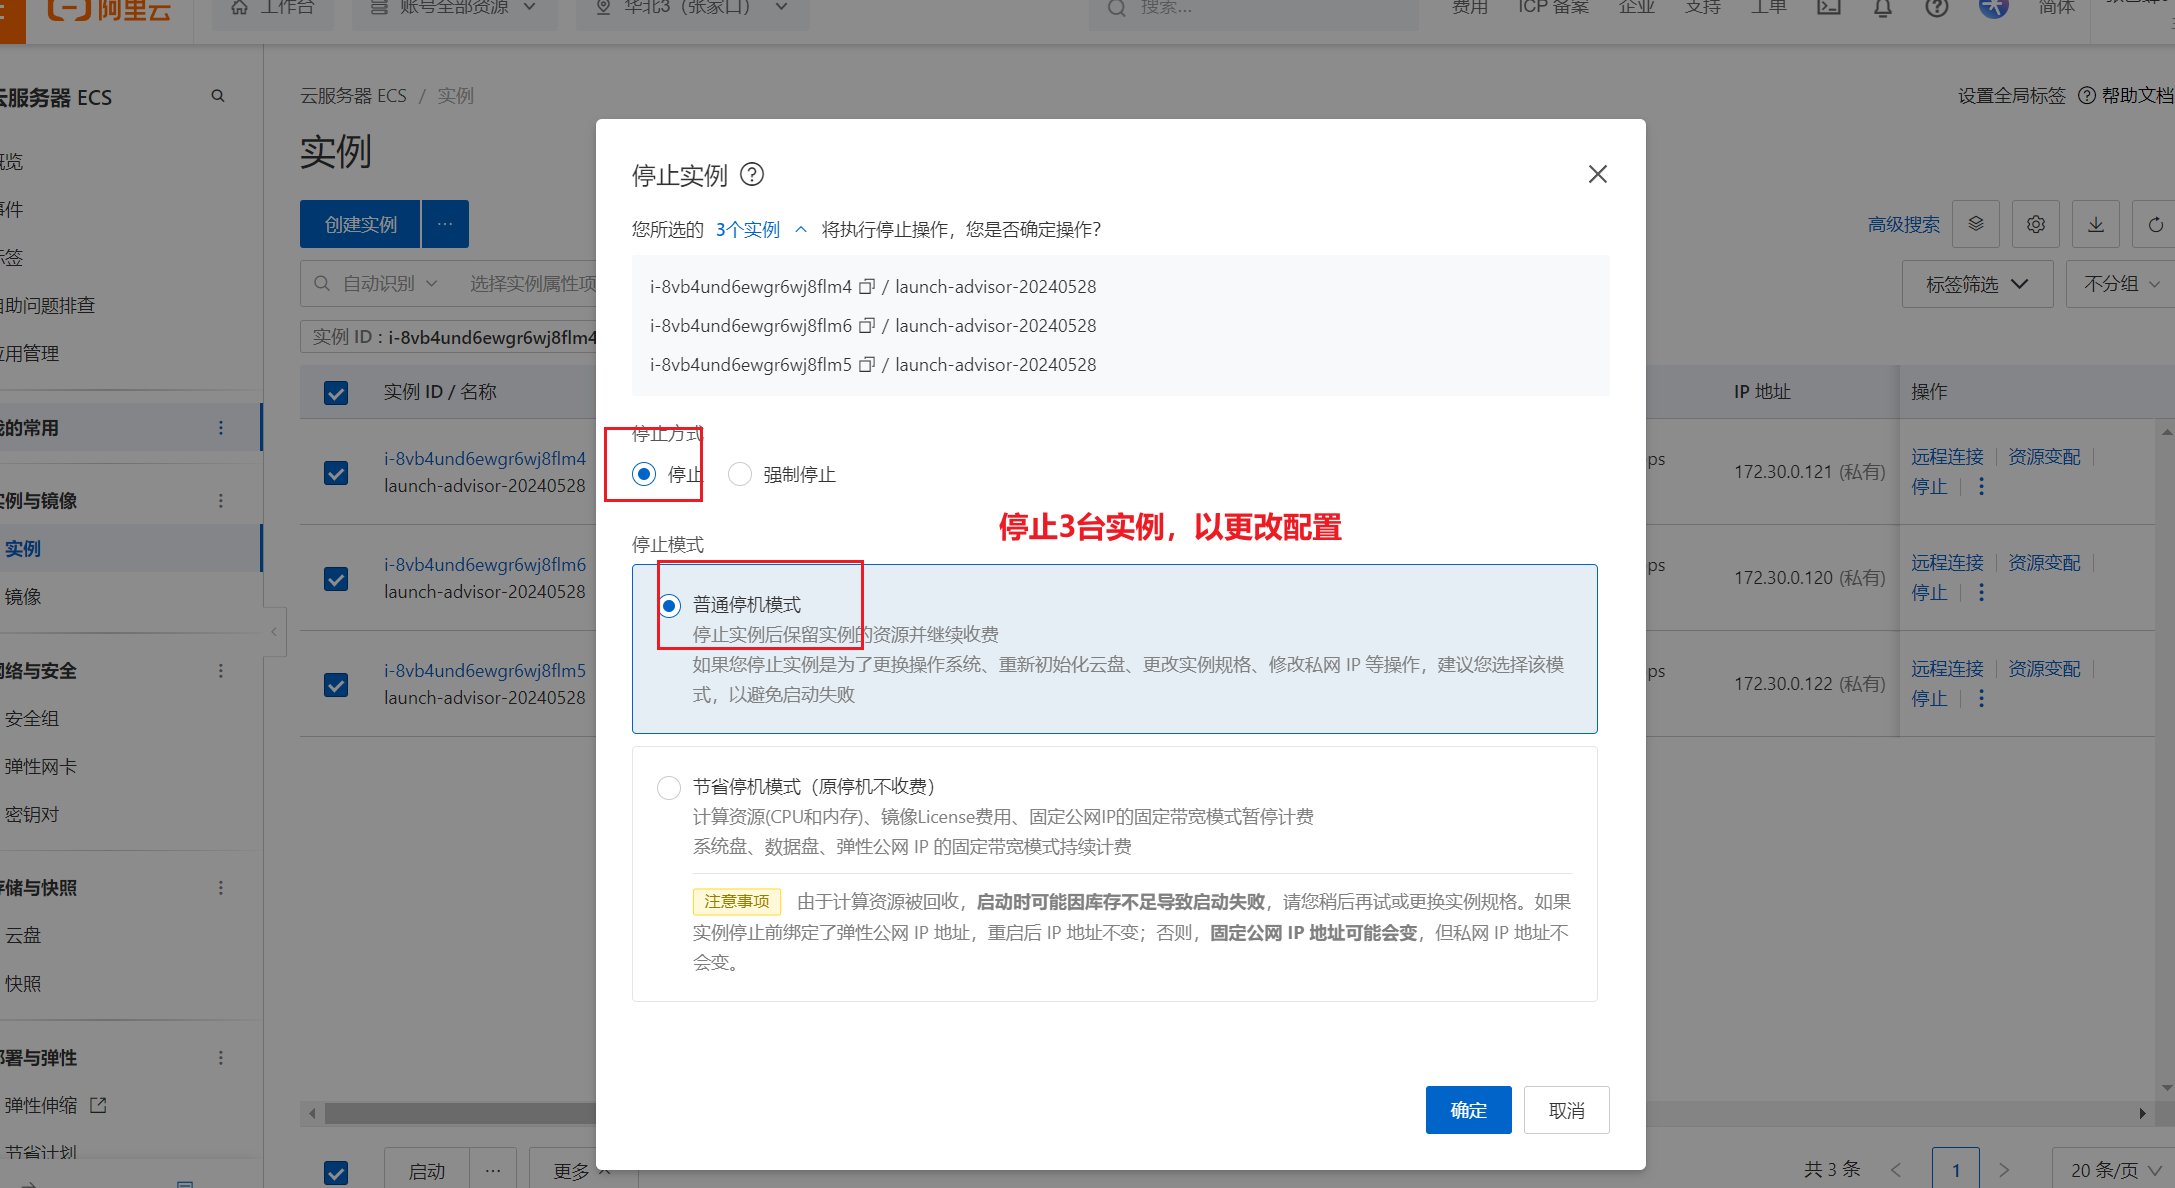 阿里云
工作台
账号全部资源
华北3（张家口）
搜索...
费用
ICP 备案
企业
支持
工单
简体
云服务器 ECS
云服务器 ECS / 实例
设置全局标签
帮助文档
实例
概览
事件
标签
自助问题排查
应用管理
我的常用
实例与镜像
实例
镜像
网络与安全
安全组
弹性网卡
密钥对
存储与快照
云盘
快照
部署与弹性
弹性伸缩
节省计划
创建实例
...
高级搜索
自动识别
选择实例属性项
标签筛选
不分组
实例 ID : i-8vb4und6ewgr6wj8flm4
实例 ID / 名称
IP 地址
操作
i-8vb4und6ewgr6wj8flm4
launch-advisor-20240528
ps
172.30.0.121 (私有)
远程连接
资源变配
停止
i-8vb4und6ewgr6wj8flm6
launch-advisor-20240528
ps
172.30.0.120 (私有)
远程连接
资源变配
停止
i-8vb4und6ewgr6wj8flm5
launch-advisor-20240528
ps
172.30.0.122 (私有)
远程连接
资源变配
停止
停止实例
您所选的 3个实例 将执行停止操作，您是否确定操作？
i-8vb4und6ewgr6wj8flm4 / launch-advisor-20240528
i-8vb4und6ewgr6wj8flm6 / launch-advisor-20240528
i-8vb4und6ewgr6wj8flm5 / launch-advisor-20240528
停止方式
停止
强制停止
停止3台实例，以更改配置
停止模式
普通停机模式
停止实例后保留实例的资源并继续收费
如果您停止实例是为了更换操作系统、重新初始化云盘、更改实例规格、修改私网 IP 等操作，建议您选择该模
式，以避免启动失败
节省停机模式（原停机不收费）
计算资源(CPU和内存)、镜像License费用、固定公网IP的固定带宽模式暂停计费
系统盘、数据盘、弹性公网 IP 的固定带宽模式持续计费
注意事项 由于计算资源被回收，启动时可能因库存不足导致启动失败，请您稍后再试或更换实例规格。如果
实例停止前绑定了弹性公网 IP 地址，重启后 IP 地址不变；否则，固定公网 IP 地址可能会变，但私网 IP 地址不
会变。
确定
取消
启动
...
更多
共 3 条
1
20 条/页